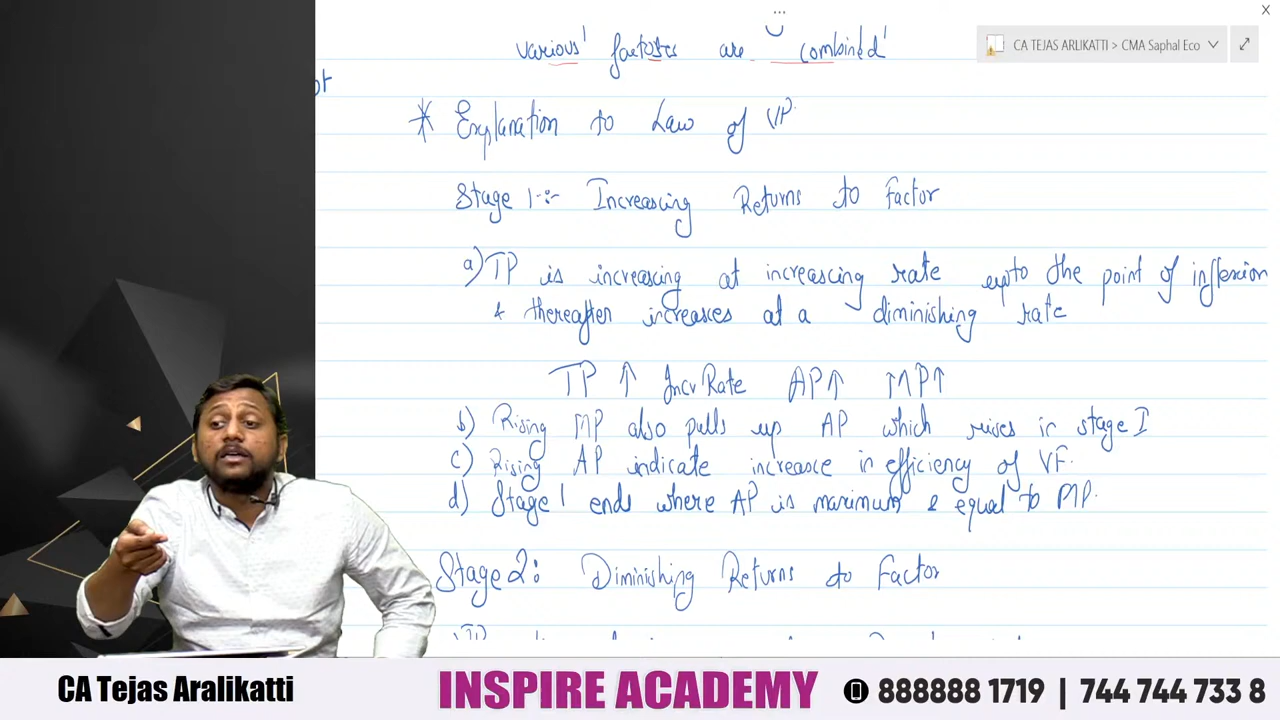 CA TEJAS ARLIKATTI > CMA Saphal Eco
various factors are combined
* Explanation to Law of VP
Stage 1:- Increasing Returns to Factor
a) TP is increasing at increasing rate upto the point of inflexion
& thereafter increases at a diminishing rate
TP ↑ Incr Rate AP↑ MP↑
b) Rising MP also pulls up AP which rises in stage I
c) Rising AP indicate increase in efficiency of VF.
d) Stage 1 ends where AP is maximum & equal to MP.
Stage 2: Diminishing Returns to Factor
CA Tejas Aralikatti
INSPIRE ACADEMY
888888 1719 | 744 744 733 8